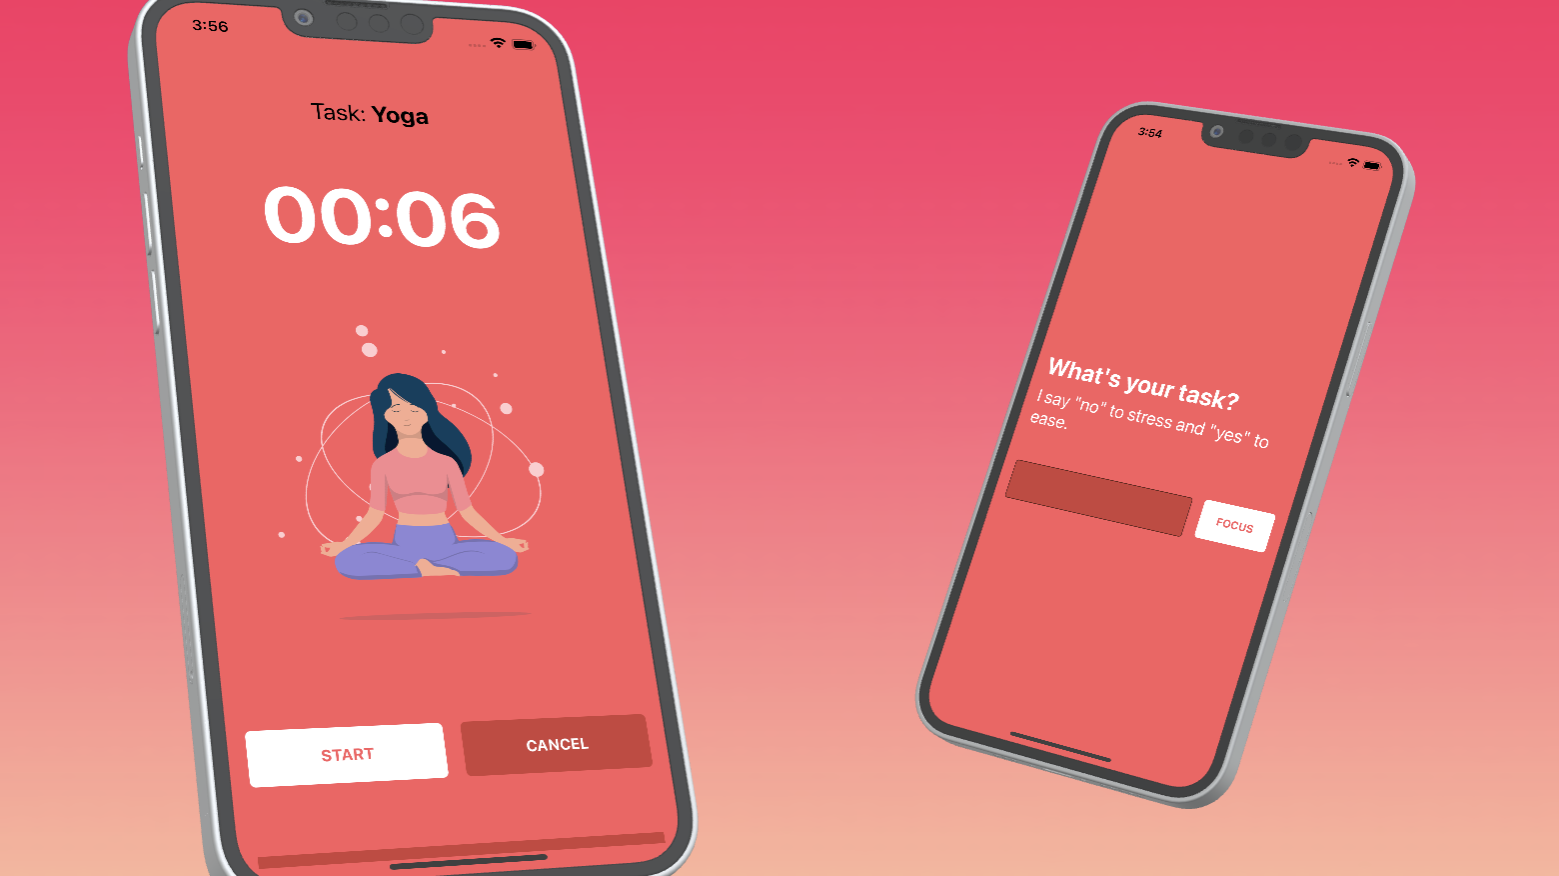 3:56
Task: Yoga
00:06
START
CANCEL
3:54
What's your task?
I say "no" to stress and "yes" to
ease.
FOCUS